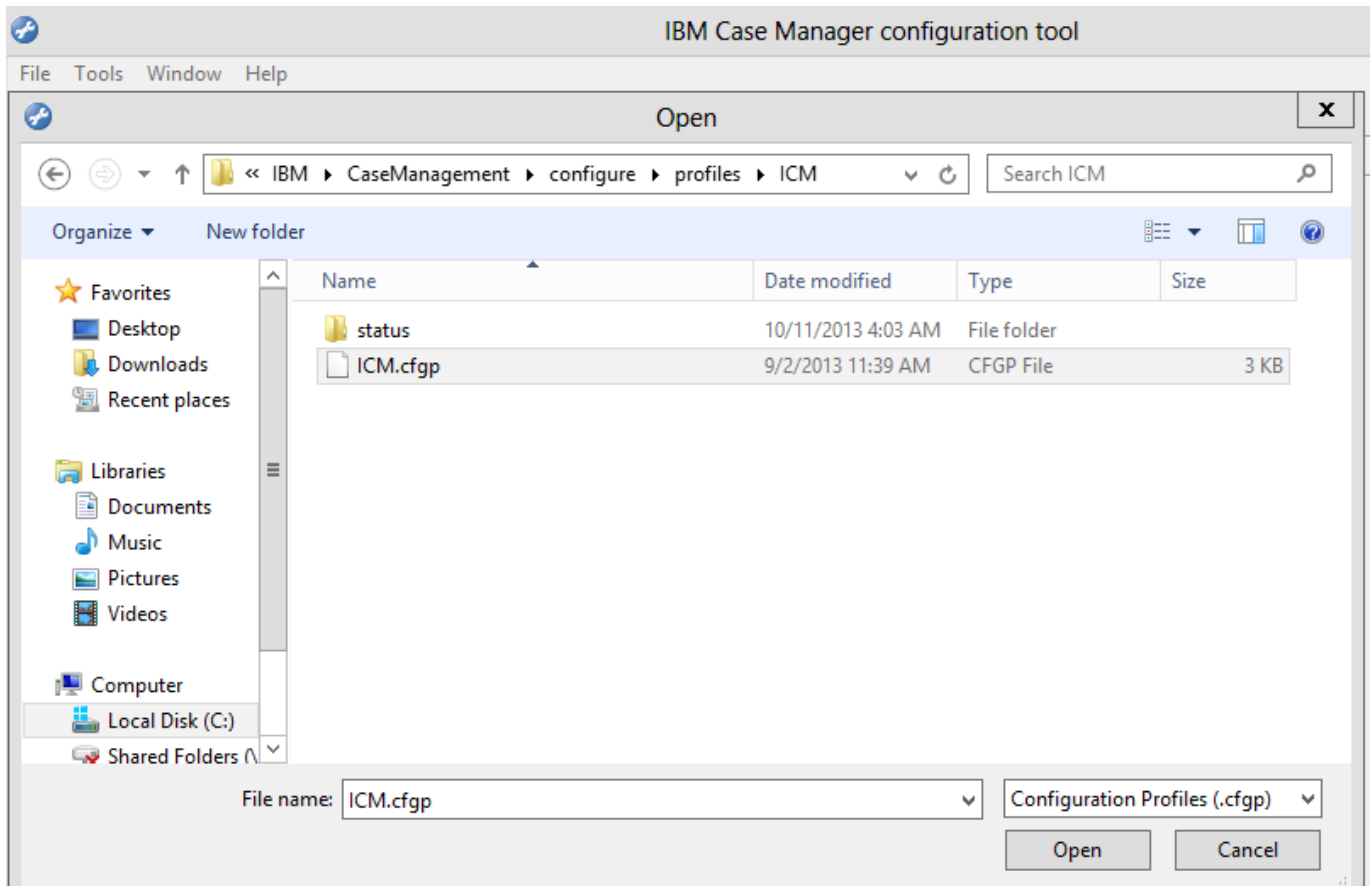 IBM Case Manager configuration tool
File Tools Window Help
Open
x
« IBM CaseManagement configure profiles ICM
Search ICM
Organize New folder
Name Date modified Type Size
Favorites
Desktop
Downloads
Recent places
Libraries
Documents
Music
Pictures
Videos
Computer
Local Disk (C:)
Shared Folders (\
status 10/11/2013 4:03 AM File folder
ICM.cfgp 9/2/2013 11:39 AM CFGP File 3 KB
File name: ICM.cfgp
Configuration Profiles (.cfgp)
Open Cancel